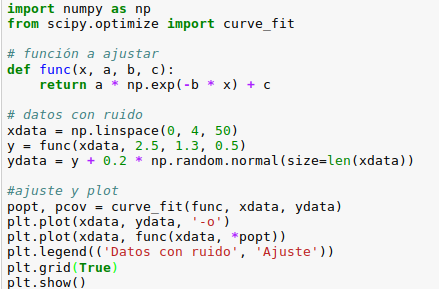 import numpy as np
from scipy.optimize import curve_fit

# función a ajustar
def func(x, a, b, c):
    return a * np.exp(-b * x) + c

# datos con ruido
xdata = np.linspace(0, 4, 50)
y = func(xdata, 2.5, 1.3, 0.5)
ydata = y + 0.2 * np.random.normal(size=len(xdata))

#ajuste y plot
popt, pcov = curve_fit(func, xdata, ydata)
plt.plot(xdata, ydata, '-o')
plt.plot(xdata, func(xdata, *popt))
plt.legend(('Datos con ruido', 'Ajuste'))
plt.grid(True)
plt.show()